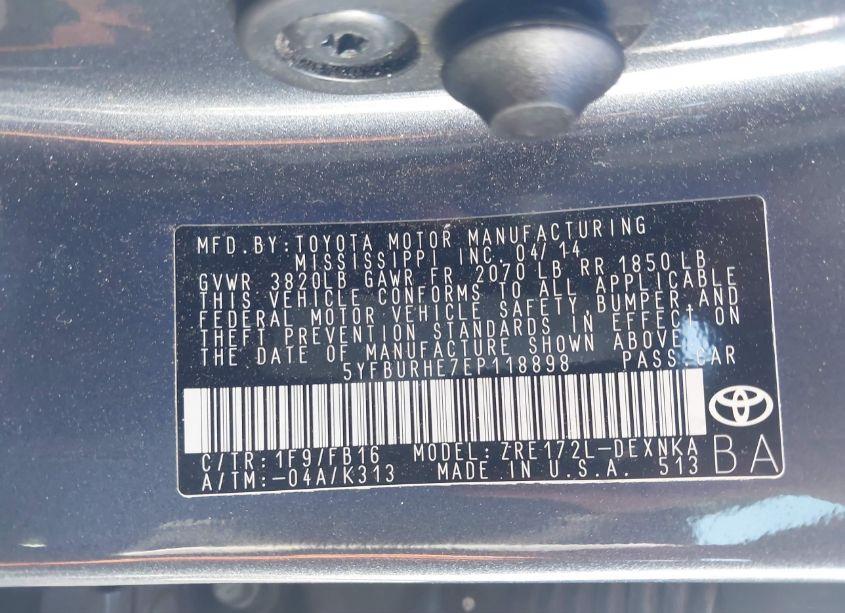 MFD.BY:TOYOTA MOTOR MANUFACTURING
MISSISSIPPI INC. 04/14
GVWR 3820LB GAWR FR 2070 LB RR 1850 LB
THIS VEHICLE CONFORMS TO ALL APPLICABLE
FEDERAL MOTOR VEHICLE SAFETY,BUMPER,AND
THEFT PREVENTION STANDARDS IN EFFECT ON
THE DATE OF MANUFACTURE SHOWN ABOVE.
5YFBURHE7EP118898 PASS CAR
C/TR:1F9/FB16 MODEL:ZRE172L-DEXNKA
A/TM:-04A/K313 MADE IN U.S.A. 513
BA